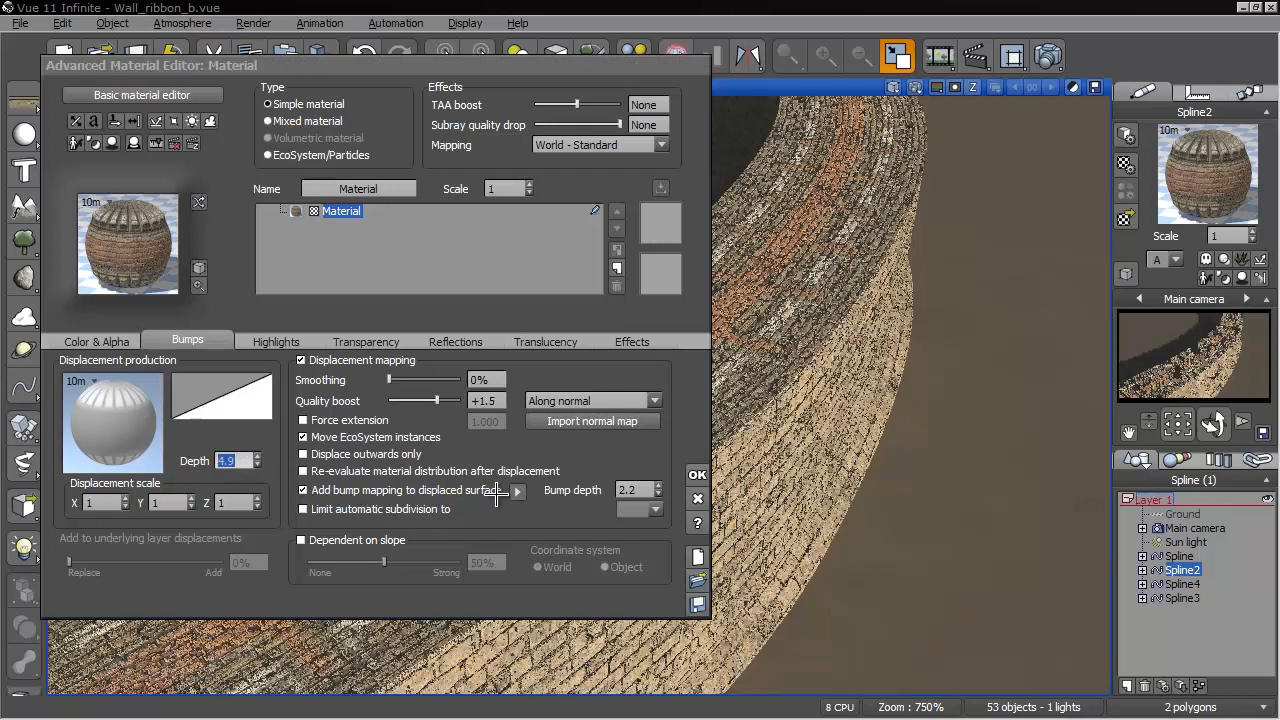 Vue 11 Infinite - Wall_ribbon_b.vue
File Edit Object Atmosphere Render Animation Automation Display Help
Advanced Material Editor: Material
Basic material editor
Type
Simple material
Mixed material
Volumetric material
EcoSystem/Particles
Effects
TAA boost None
Subray quality drop None
Mapping World - Standard
Name Material Scale 1
10m
Material
Color & Alpha Bumps Highlights Transparency Reflections Translucency Effects
Displacement production
10m
Depth 4.9
Displacement scale
X 1 Y 1 Z 1
Add to underlying layer displacements
0%
Replace Add
Displacement mapping
Smoothing 0%
Quality boost +1.5 Along normal
Force extension 1.000 Import normal map
Move EcoSystem instances
Displace outwards only
Re-evaluate material distribution after displacement
Add bump mapping to displaced surface Bump depth 2.2
Limit automatic subdivision to
Dependent on slope
50%
None Strong
Coordinate system
World Object
OK
Z
Spline2
10m
Scale 1
A
Main camera
Spline (1)
Layer 1
Ground
Main camera
Sun light
Spline
Spline2
Spline4
Spline3
8 CPU Zoom : 750% 53 objects - 1 lights 2 polygons